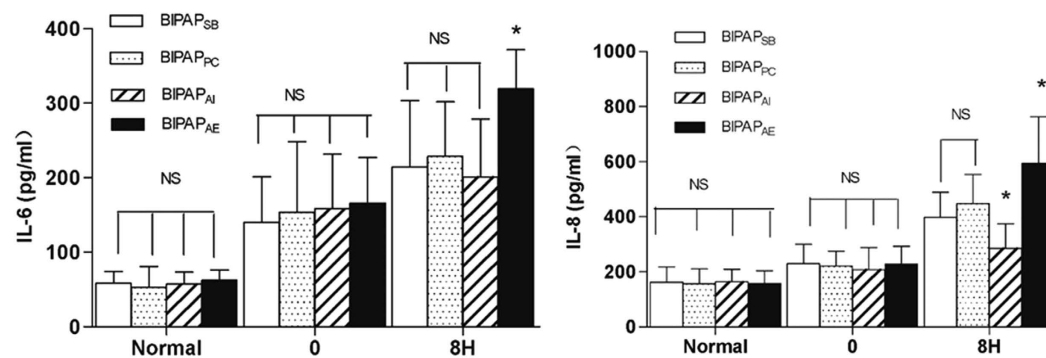 BIPAPSB
BIPAPPC
BIPAPAI
BIPAPAE
IL-6 (pg/ml)
400
300
200
100
0
NS
NS
NS
*
Normal
0
8H
BIPAPSB
BIPAPPC
BIPAPAI
BIPAPAE
IL-8 (pg/ml)
1000
800
600
400
200
0
NS
NS
NS
*
*
Normal
0
8H